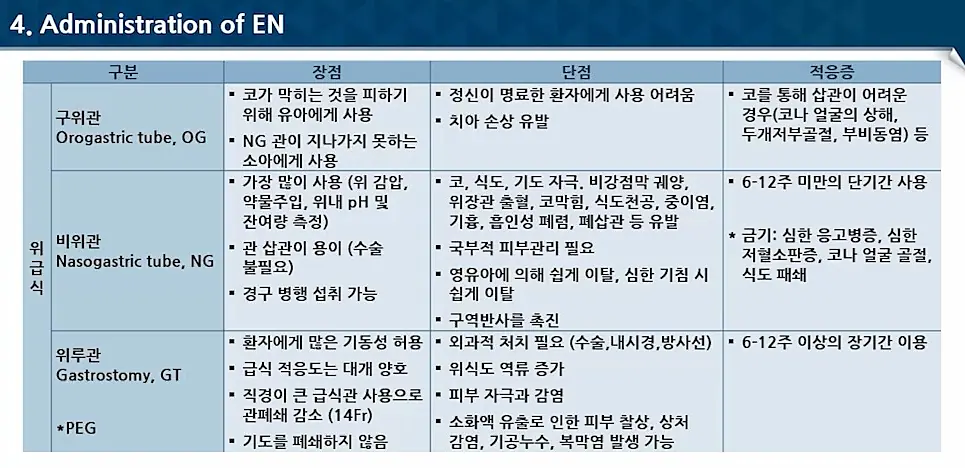 4. Administration of EN
구분
장점
단점
적응증
위
급
식
구위관
Orogastric tube, OG
▪ 코가 막히는 것을 피하기
위해 유아에게 사용
▪ NG 관이 지나가지 못하는
소아에게 사용
▪ 정신이 명료한 환자에게 사용 어려움
▪ 치아 손상 유발
▪ 코를 통해 삽관이 어려운
경우(코나 얼굴의 상해,
두개저부골절, 부비동염) 등
비위관
Nasogastric tube, NG
▪ 가장 많이 사용 (위 감압,
약물주입, 위내 pH 및
잔여량 측정)
▪ 관 삽관이 용이 (수술
불필요)
▪ 경구 병행 섭취 가능
▪ 코, 식도, 기도 자극. 비강점막 궤양,
위장관 출혈, 코막힘, 식도천공, 중이염,
기흉, 흡인성 폐렴, 폐삽관 등 유발
▪ 국부적 피부관리 필요
▪ 영유아에 의해 쉽게 이탈, 심한 기침 시
쉽게 이탈
▪ 구역반사를 촉진
▪ 6-12주 미만의 단기간 사용
* 금기: 심한 응고병증, 심한
저혈소판증, 코나 얼굴 골절,
식도 패쇄
위루관
Gastrostomy, GT
*PEG
▪ 환자에게 많은 기동성 허용
▪ 급식 적응도는 대개 양호
▪ 직경이 큰 급식관 사용으로
관폐쇄 감소 (14Fr)
▪ 기도를 폐쇄하지 않음
▪ 외과적 처치 필요 (수술,내시경,방사선)
▪ 위식도 역류 증가
▪ 피부 자극과 감염
▪ 소화액 유출로 인한 피부 찰상, 상처
감염, 기공누수, 복막염 발생 가능
▪ 6-12주 이상의 장기간 이용